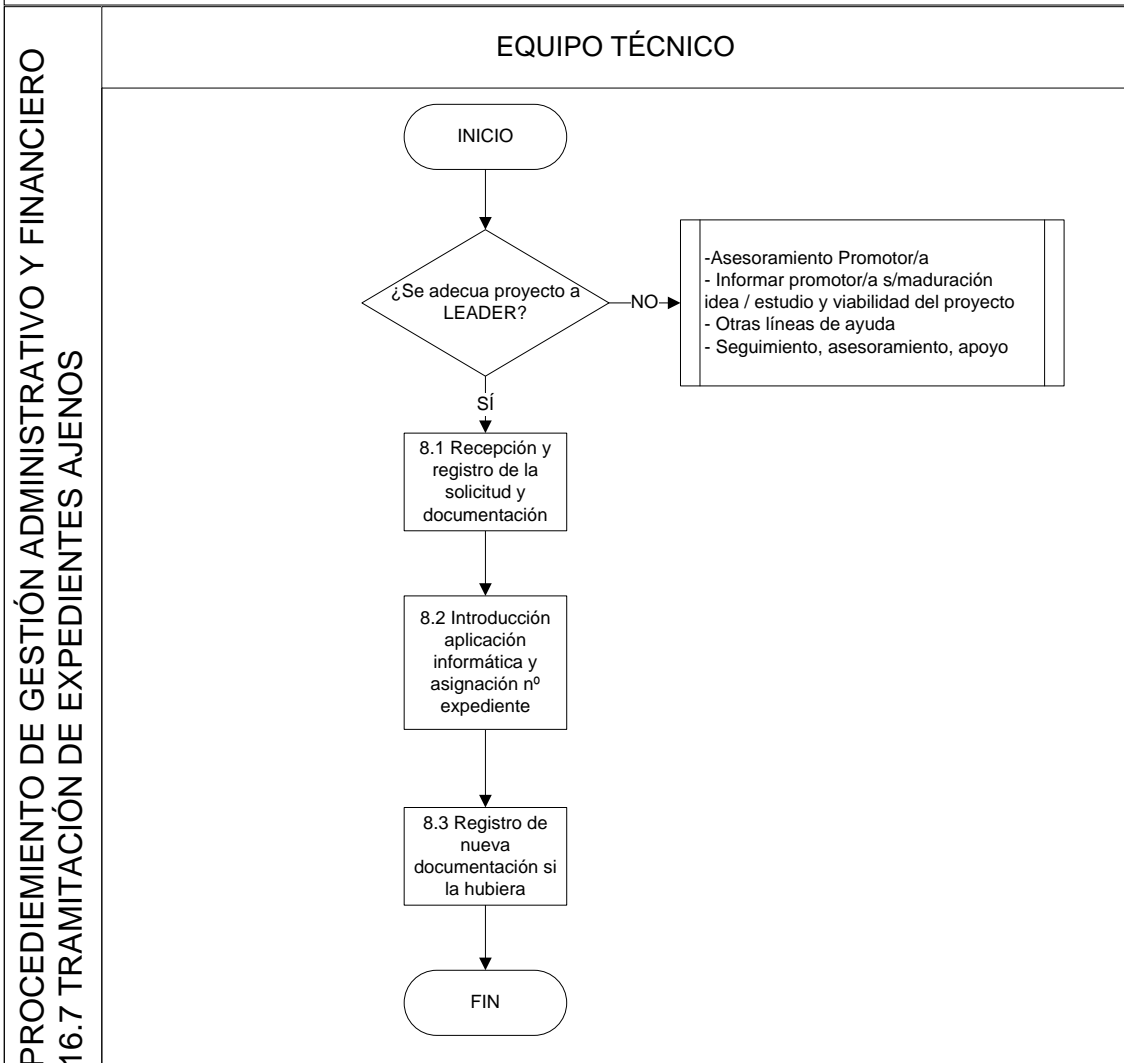 PROCEDIEMIENTO DE GESTIÓN ADMINISTRATIVO Y FINANCIERO
16.7 TRAMITACIÓN DE EXPEDIENTES AJENOS
EQUIPO TÉCNICO
INICIO
¿Se adecua proyecto a
LEADER?
NO
-Asesoramiento Promotor/a
- Informar promotor/a s/maduración
idea / estudio y viabilidad del proyecto
- Otras líneas de ayuda
- Seguimiento, asesoramiento, apoyo
SÍ
8.1 Recepción y
registro de la
solicitud y
documentación
8.2 Introducción
aplicación
informática y
asignación nº
expediente
8.3 Registro de
nueva
documentación si
la hubiera
FIN